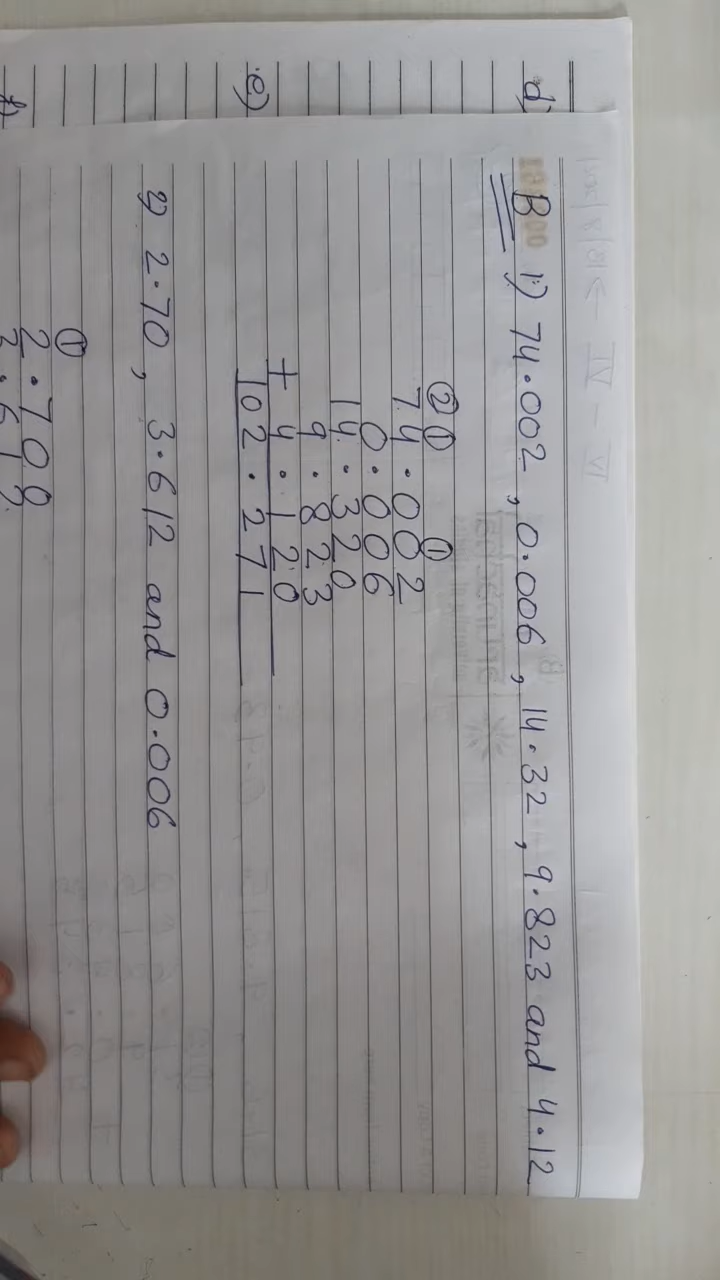 d)
B 1) 74.002 , 0.006 , 14.32 , 9.823 and 4.12
② ① ①
74.002
0.006
14.320
9.823
+ 4.120
102.271
e)
2) 2.70 , 3.612 and 0.006
①
2.700
3.612